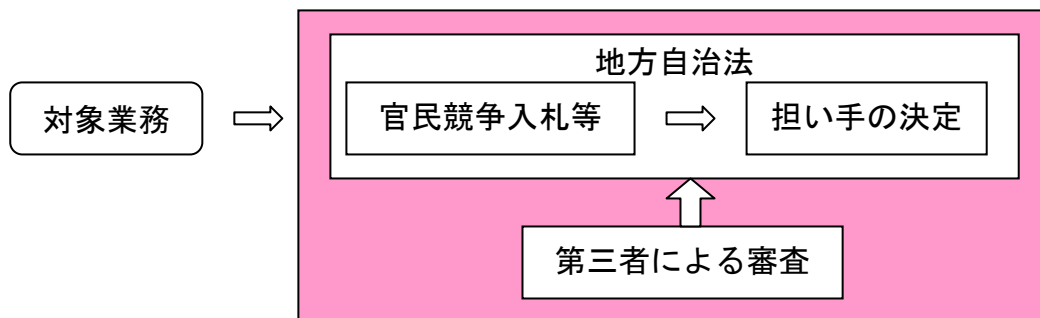 地方自治法
対象業務
官民競争入札等
担い手の決定
第三者による審査